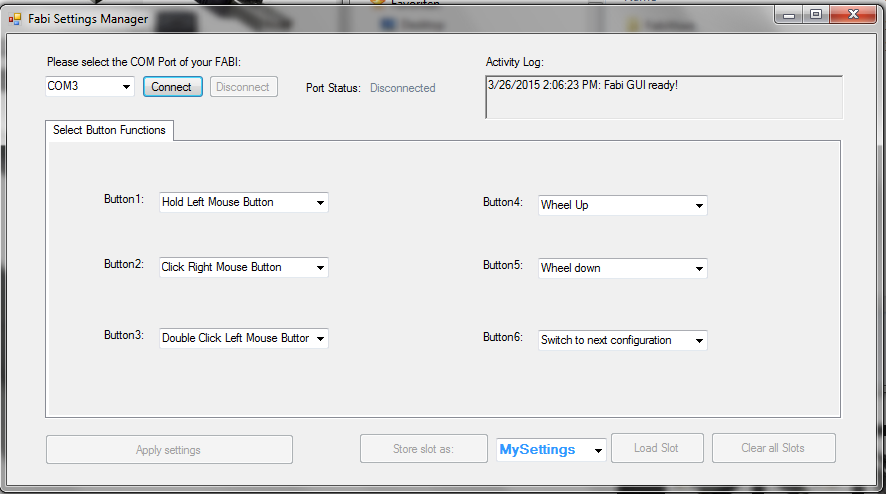 Fabi Settings Manager
Please select the COM Port of your FABI:
Activity Log:
COM3
Connect
Disconnect
Port Status: Disconnected
3/26/2015 2:06:23 PM: Fabi GUI ready!
Select Button Functions
Button1: Hold Left Mouse Button
Button4: Wheel Up
Button2: Click Right Mouse Button
Button5: Wheel down
Button3: Double Click Left Mouse Buttor
Button6: Switch to next configuration
Apply settings
Store slot as:
MySettings
Load Slot
Clear all Slots